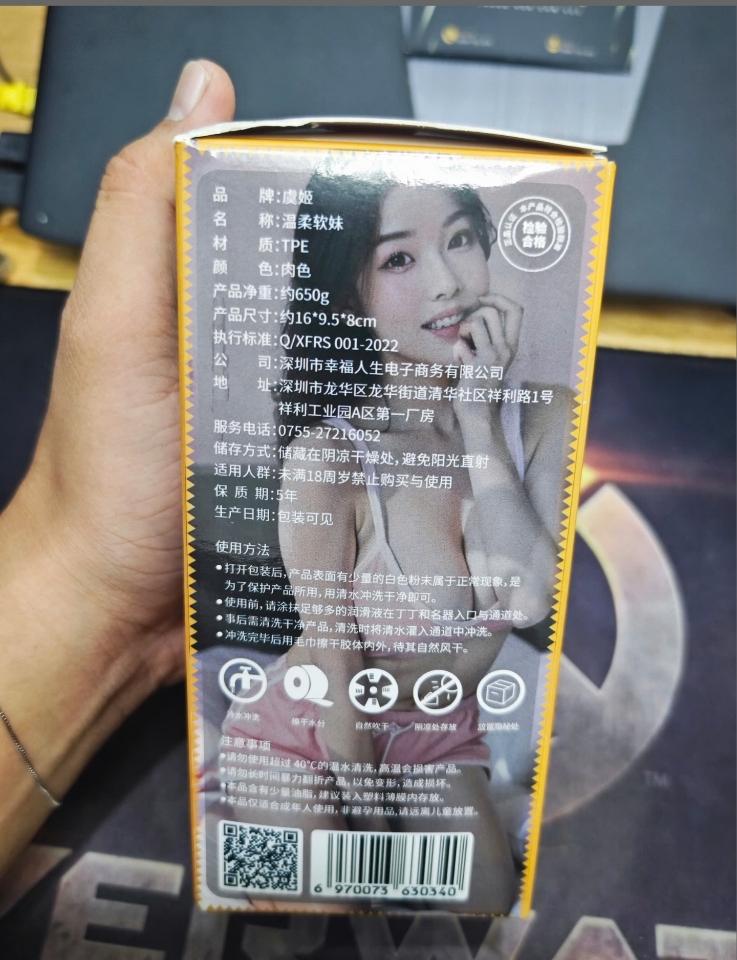 品牌:虞姬
名称:温柔软妹
材质:TPE
颜色:肉色
产品净重:约650g
产品尺寸:约16*9.5*8cm
执行标准:Q/XFRS 001-2022
公司:深圳市幸福人生电子商务有限公司
地址:深圳市龙华区龙华街道清华社区祥利路1号
祥利工业园A区第一厂房
服务电话:0755-27216052
储存方式:储藏在阴凉干燥处,避免阳光直射
适用人群:未满18周岁禁止购买与使用
保质期:5年
生产日期:包装可见
检验
合格
使用方法
●打开包装后,产品表面有少量的白色粉末属于正常现象,是
为了保护产品所用,用清水冲洗干净即可。
●使用前,请涂抹足够多的润滑液在丁丁和名器入口与通道处。
●事后需清洗干净产品,清洗时将清水灌入通道中冲洗。
●冲洗完毕后用毛巾擦干胶体内外,待其自然风干。
冷水冲洗
擦干水分
自然吹干
阴凉处存放
放置隐秘处
注意事项
●请勿使用超过 40℃的温水清洗,高温会损害产品。
●请勿长时间暴力翻折产品,以免变形,造成损坏。
●本品含有少量油脂,建议装入塑料薄膜内存放。
●本品仅适合成年人使用,非避孕用品,请远离儿童放置。
6 970073 630340
TM